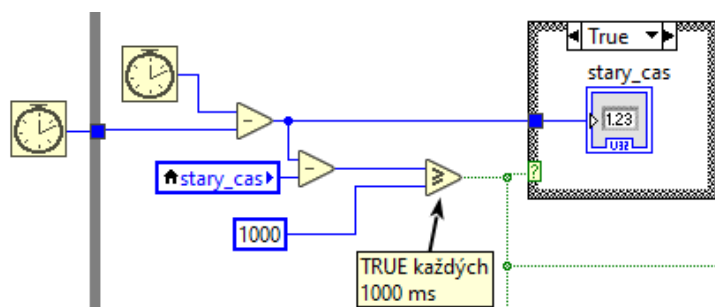 True
stary_cas
1.23
U32
stary_cas
1000
?
TRUE každých
1000 ms